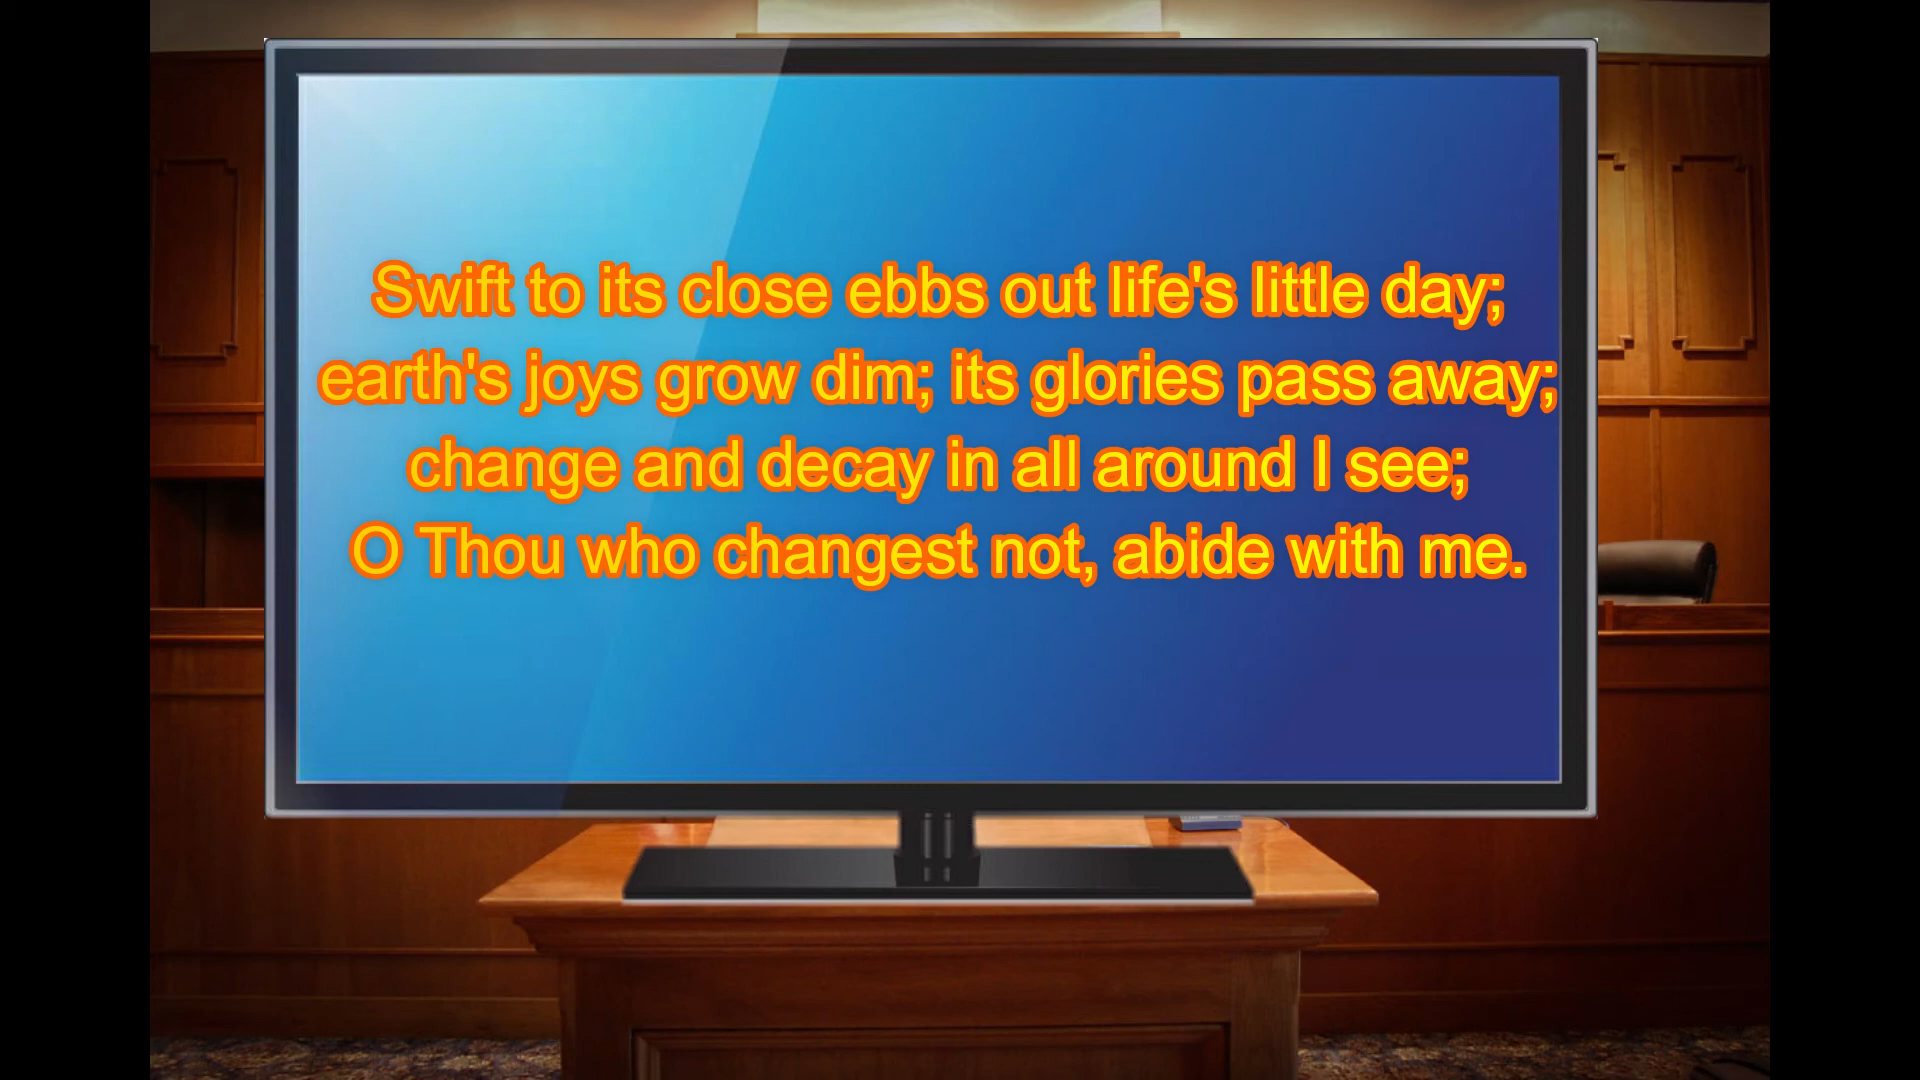 Swift to its close ebbs out life's little day;
earth's joys grow dim; its glories pass away;
change and decay in all around I see;
O Thou who changest not, abide with me.